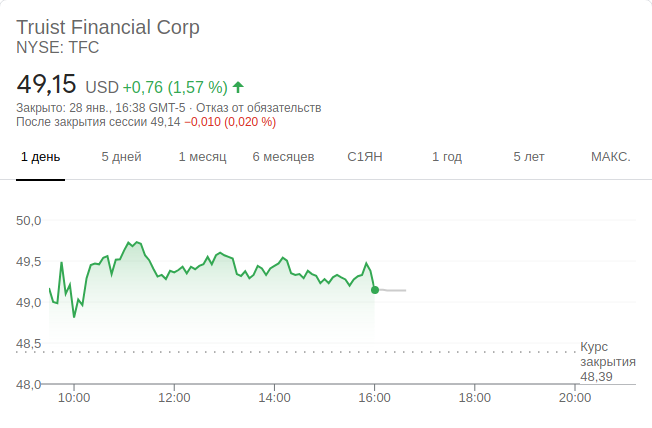 Truist Financial Corp
NYSE: TFC
49,15 USD +0,76 (1,57 %)
Закрыто: 28 янв., 16:38 GMT-5 · Отказ от обязательств
После закрытия сессии 49,14 −0,010 (0,020 %)
1 день 5 дней 1 месяц 6 месяцев С1ЯН 1 год 5 лет МАКС.
50,0
49,5
49,0
48,5
Курс
закрытия
48,39
48,0
10:00 12:00 14:00 16:00 18:00 20:00